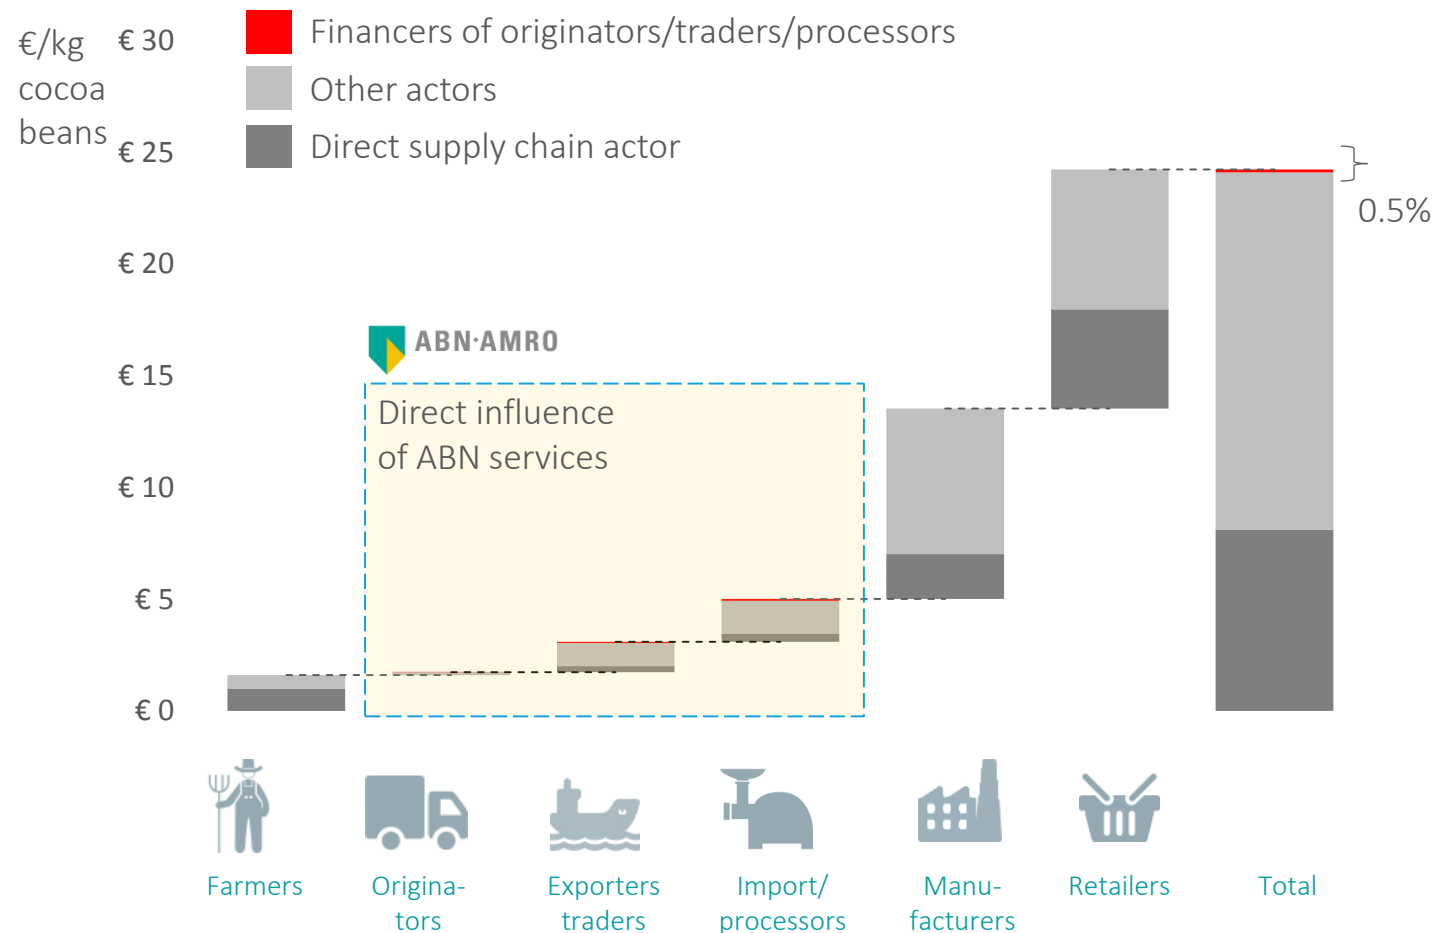 €/kg
cocoa
beans
€ 30
€ 25
€ 20
€ 15
€ 10
€ 5
€ 0
Financers of originators/traders/processors
Other actors
Direct supply chain actor
0.5%
ABN·AMRO
Direct influence
of ABN services
Farmers
Origina-
tors
Exporters
traders
Import/
processors
Manu-
facturers
Retailers
Total